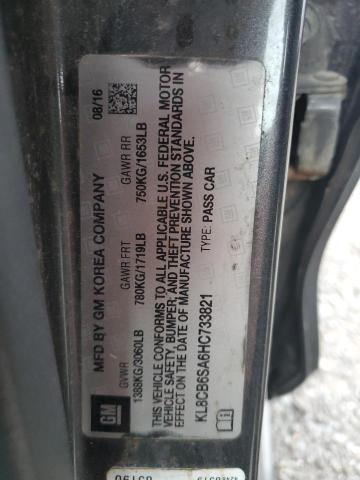 MFD BY GM KOREA COMPANY 08/16
GVWR GAWR FRT GAWR RR
1388KG/3060LB 780KG/1719LB 750KG/1653LB
THIS VEHICLE CONFORMS TO ALL APPLICABLE U.S. FEDERAL MOTOR
VEHICLE SAFETY, BUMPER, AND THEFT PREVENTION STANDARDS IN
EFFECT ON THE DATE OF MANUFACTURE SHOWN ABOVE.
KL8CB6SA6HC733821 TYPE: PASS CAR
GM